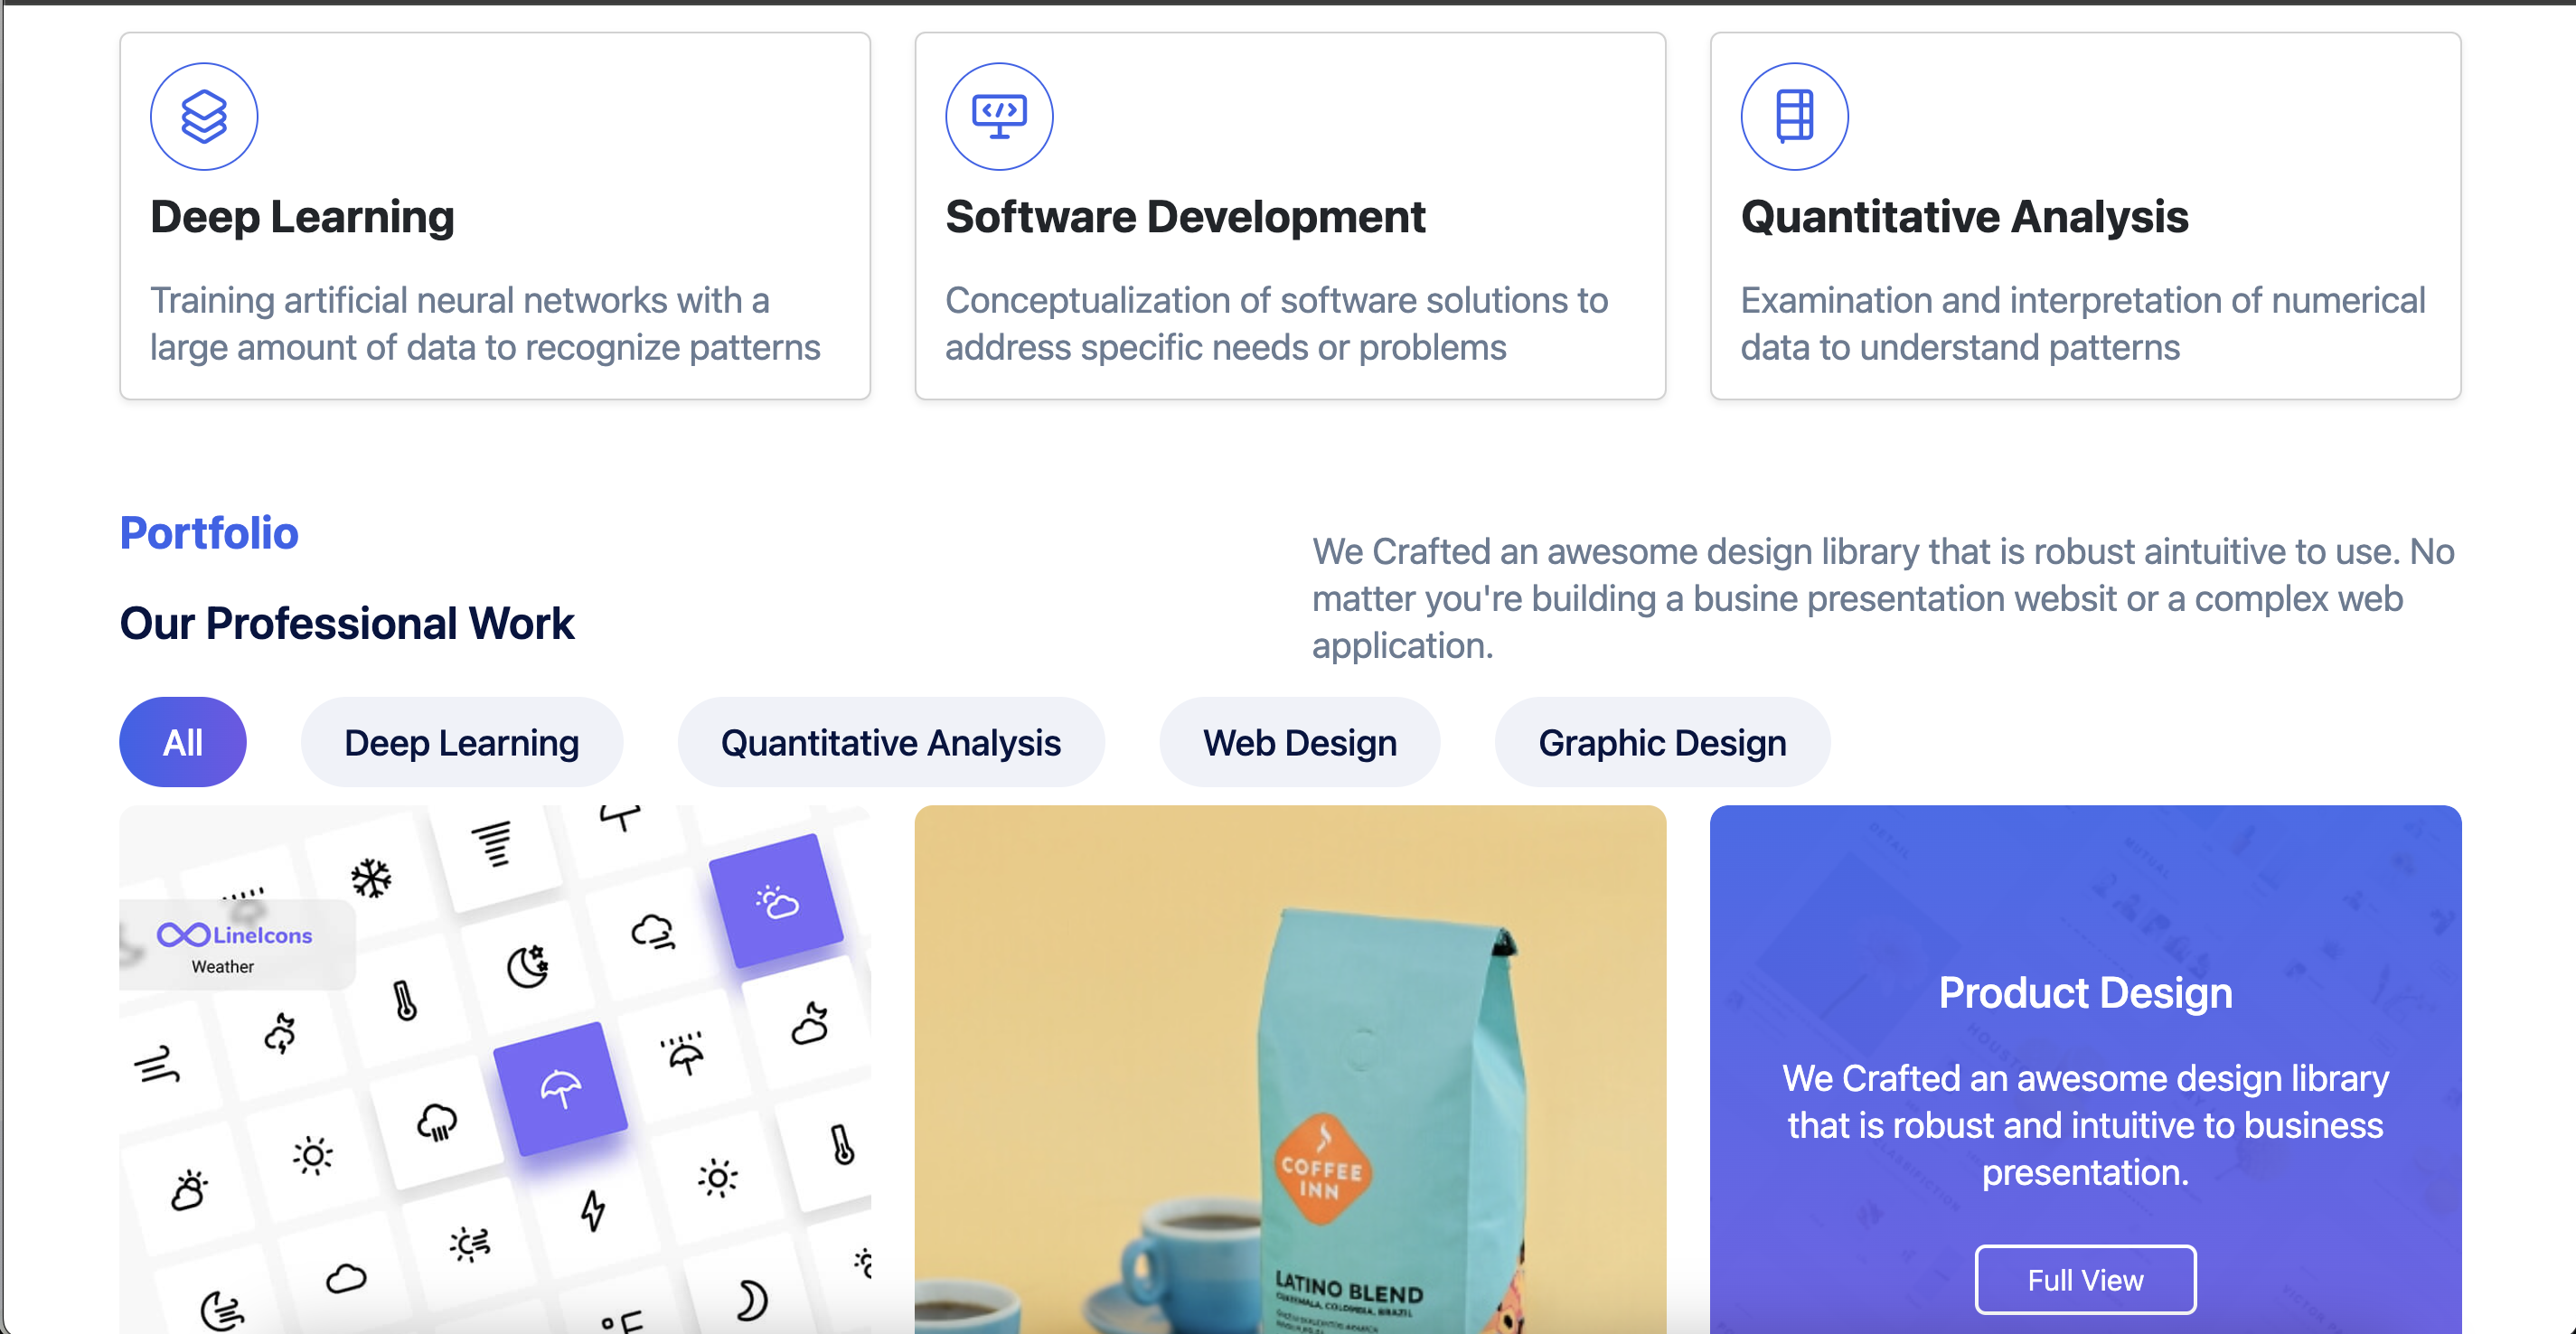 Deep Learning
Training artificial neural networks with a
large amount of data to recognize patterns
Software Development
Conceptualization of software solutions to
address specific needs or problems
Quantitative Analysis
Examination and interpretation of numerical
data to understand patterns
Portfolio
Our Professional Work
We Crafted an awesome design library that is robust aintuitive to use. No
matter you're building a busine presentation websit or a complex web
application.
All
Deep Learning
Quantitative Analysis
Web Design
Graphic Design
LineIcons
Weather
°F
COFFEE
INN
LATINO BLEND
GUATEMALA, COLOMBIA, BRAZIL
Product Design
We Crafted an awesome design library
that is robust and intuitive to business
presentation.
Full View